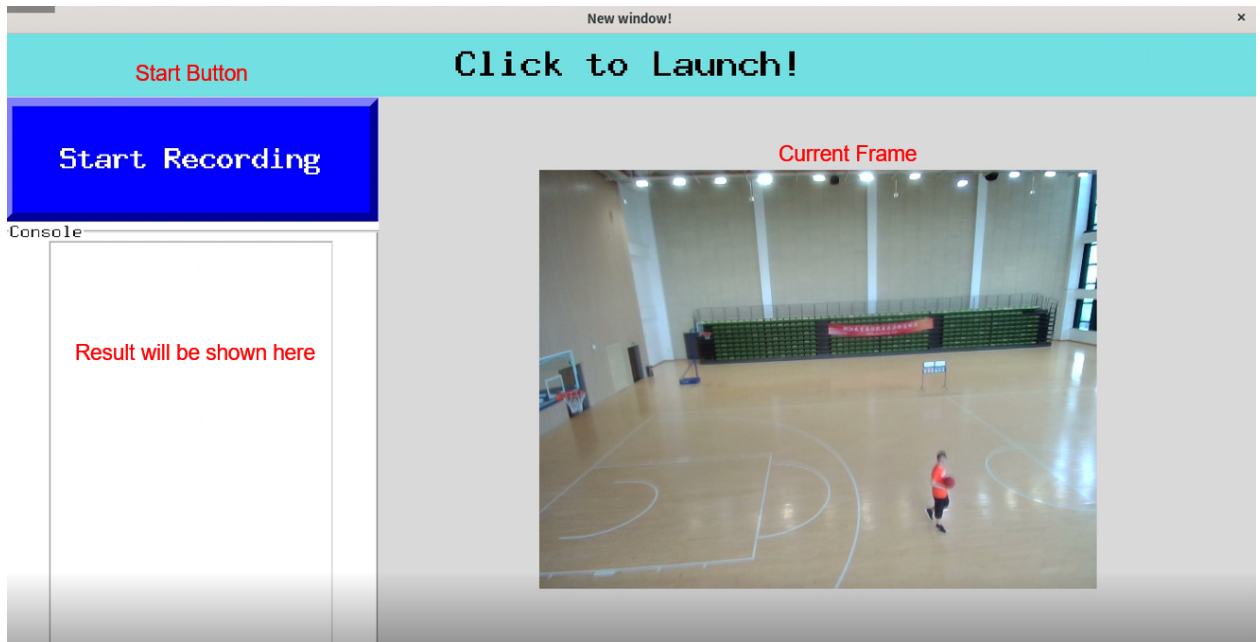 New window!
×
Click to Launch!
Start Button
Start Recording
Current Frame
Console
Result will be shown here